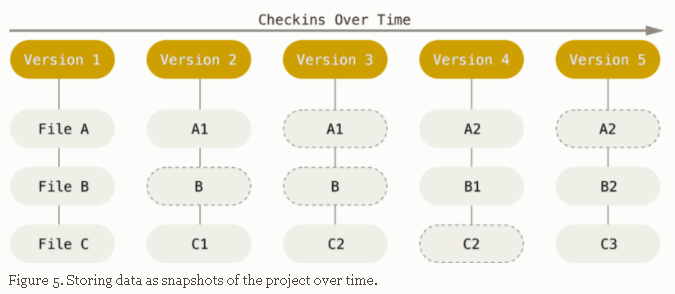 Checkins Over Time
Version 1 Version 2 Version 3 Version 4 Version 5
File A A1 A1 A2 A2
File B B B B1 B2
File C C1 C2 C2 C3
Figure 5. Storing data as snapshots of the project over time.